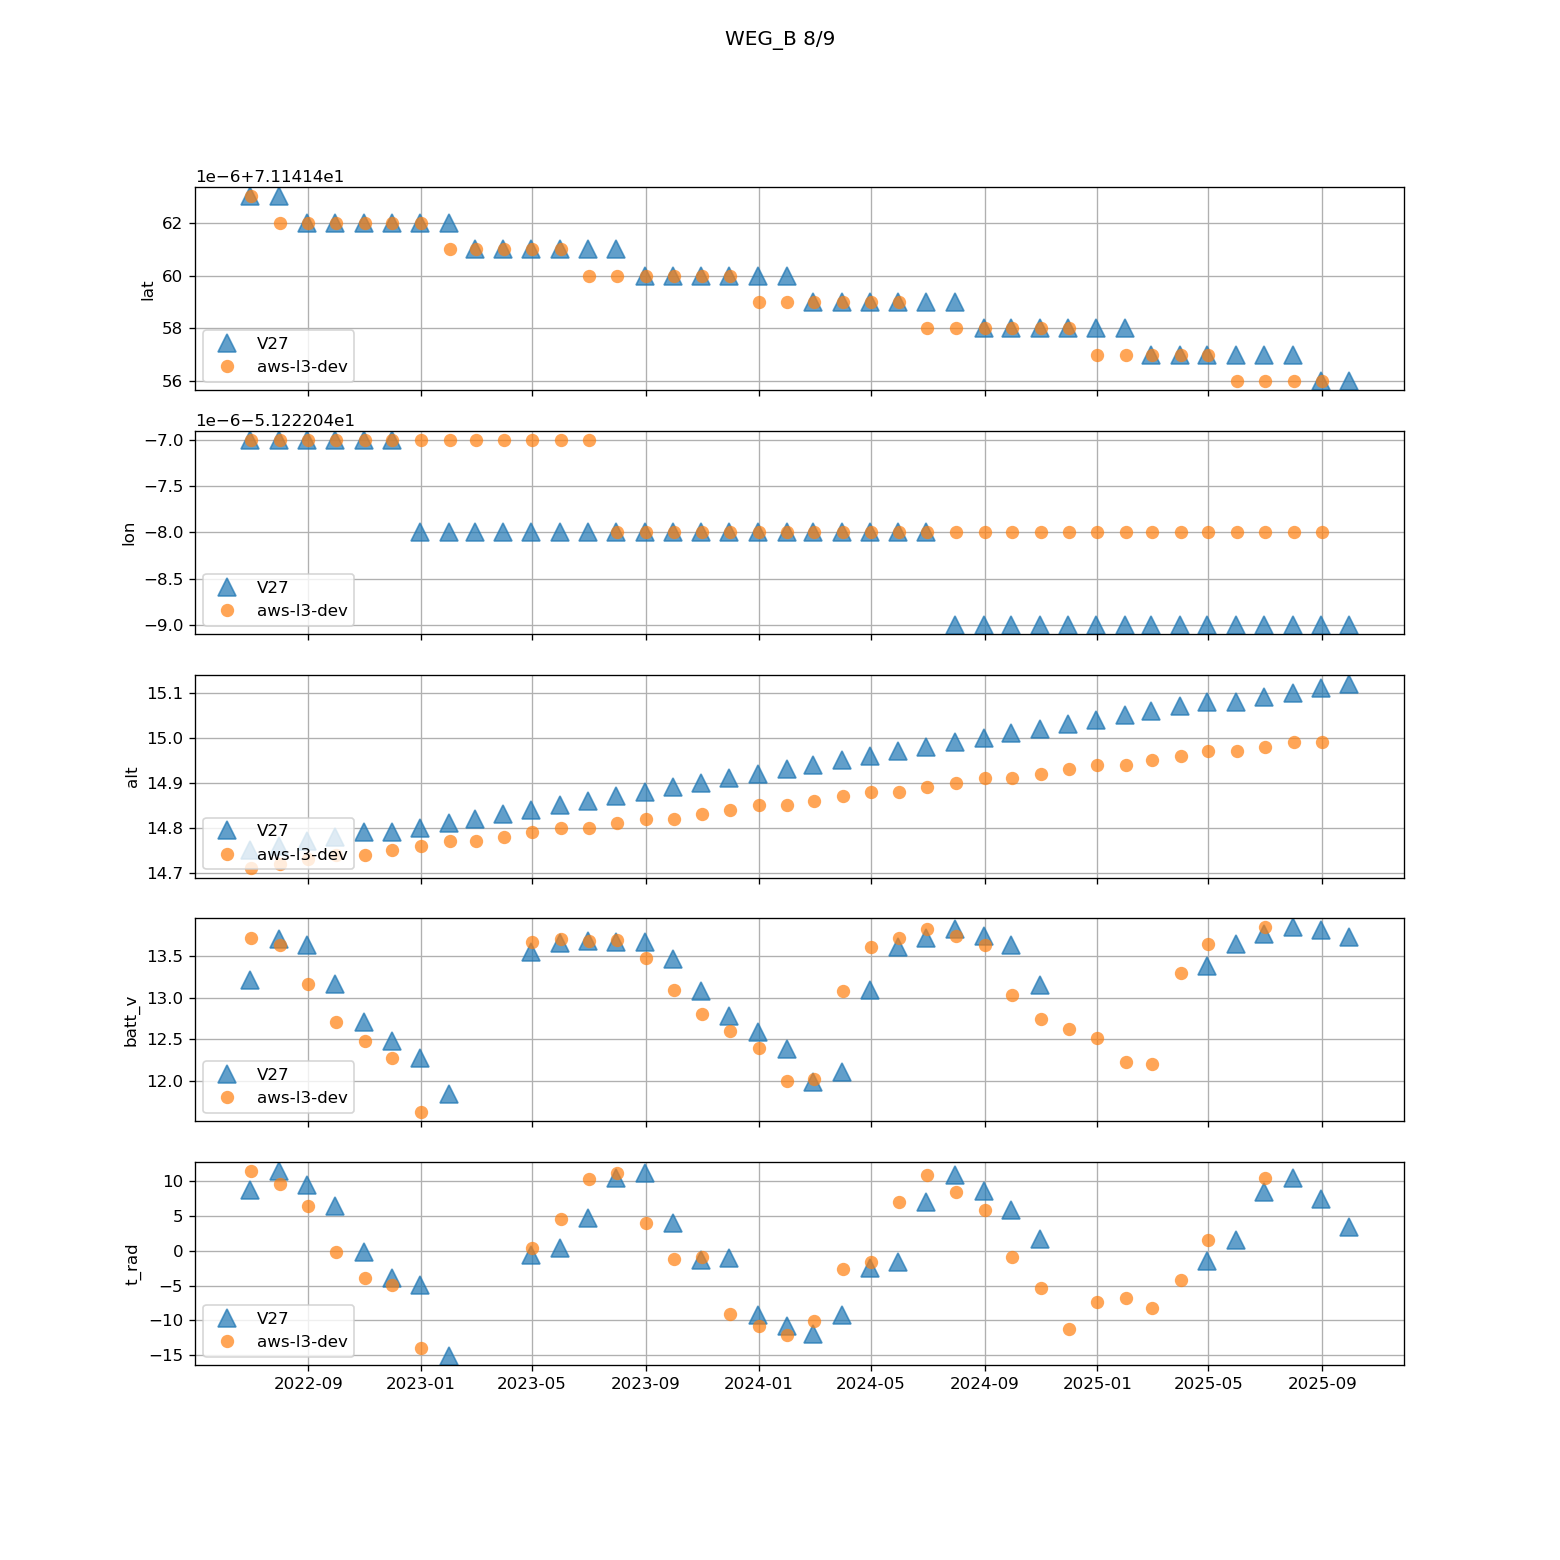 WEG_B 8/9
1e−6+7.11414e1
62
60
58
56
lat
V27
aws-l3-dev
1e−6−5.122204e1
−7.0
−7.5
−8.0
−8.5
−9.0
lon
V27
aws-l3-dev
15.1
15.0
14.9
14.8
14.7
alt
V27
aws-l3-dev
13.5
13.0
12.5
12.0
batt_v
V27
aws-l3-dev
10
5
0
−5
−10
−15
t_rad
V27
aws-l3-dev
2022-09 2023-01 2023-05 2023-09 2024-01 2024-05 2024-09 2025-01 2025-05 2025-09